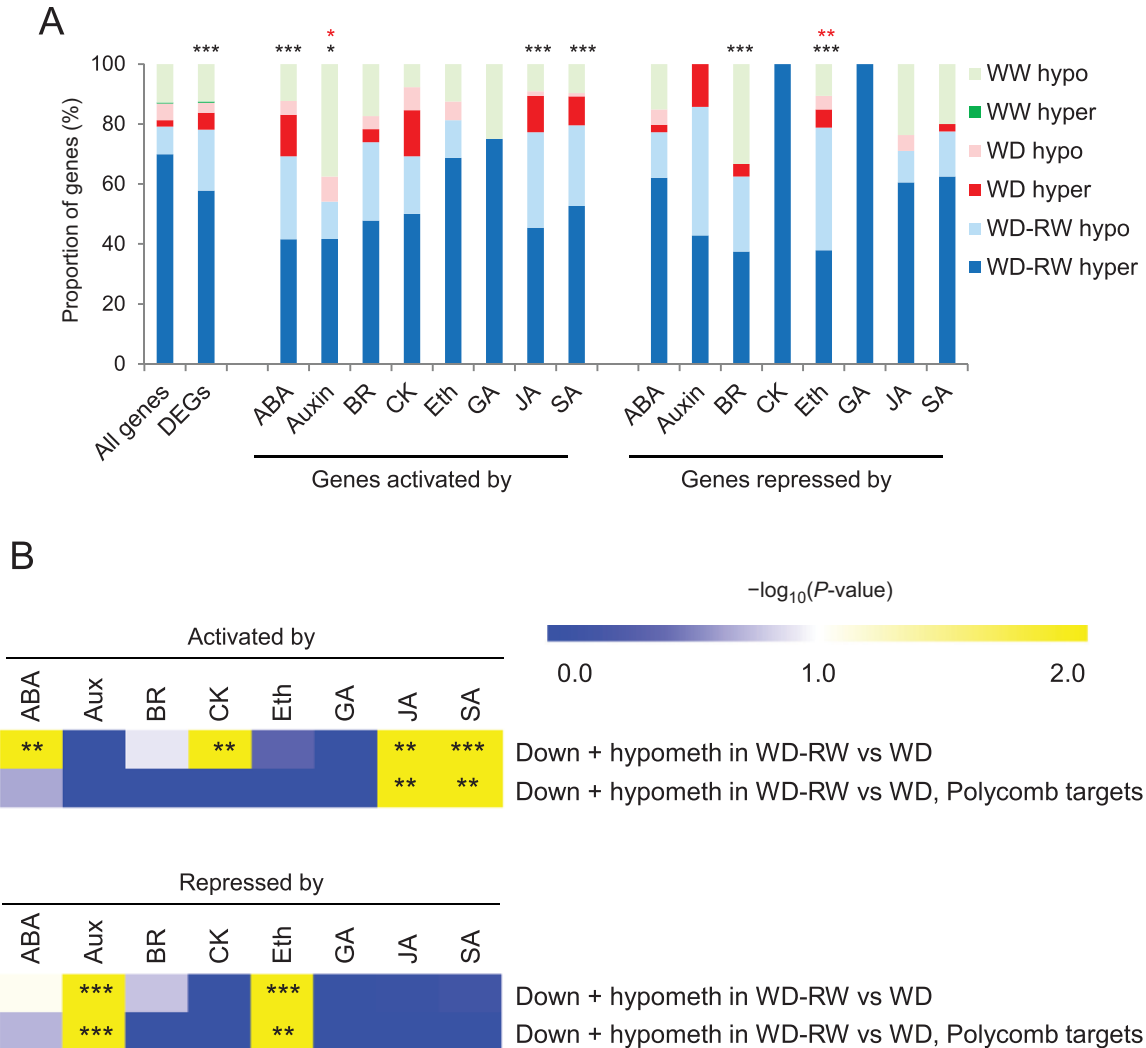 A
* 
*** *** * *** *** *** ** ***
100
80
60
40
20
0
Proportion of genes (%)
WW hypo
WW hyper
WD hypo
WD hyper
WD-RW hypo
WD-RW hyper
All genes
DEGs
ABA
Auxin
BR
CK
Eth
GA
JA
SA
ABA
Auxin
BR
CK
Eth
GA
JA
SA
Genes activated by
Genes repressed by
B
−log10(P-value)
0.0 1.0 2.0
Activated by
ABA Aux BR CK Eth GA JA SA
** ** ** *** Down + hypometh in WD-RW vs WD
** ** Down + hypometh in WD-RW vs WD, Polycomb targets
Repressed by
ABA Aux BR CK Eth GA JA SA
*** *** Down + hypometh in WD-RW vs WD
*** ** Down + hypometh in WD-RW vs WD, Polycomb targets